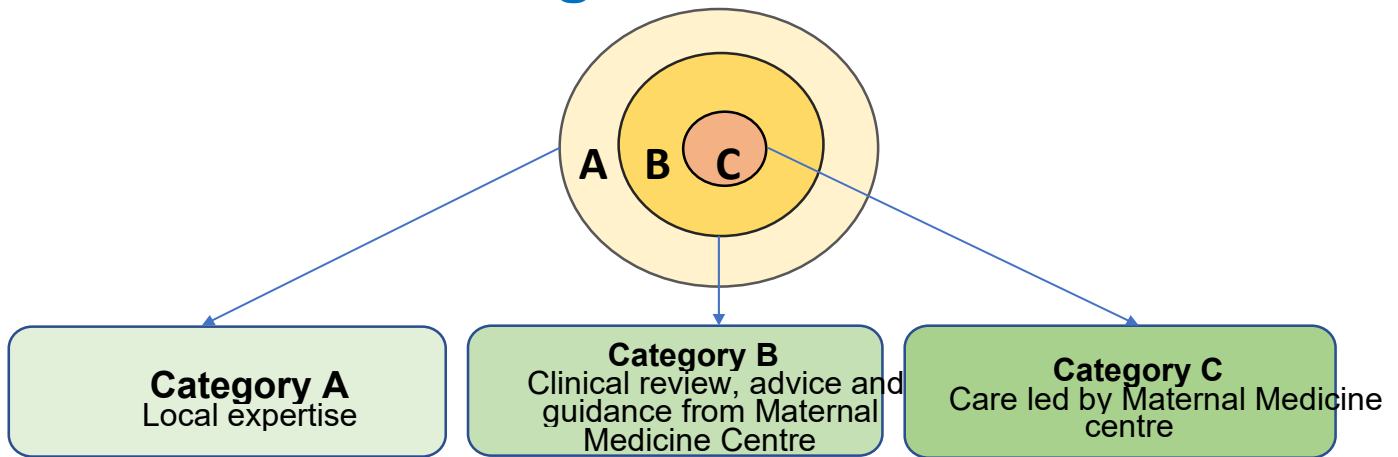 A B C
Category A
Local expertise
Category B
Clinical review, advice and
guidance from Maternal
Medicine Centre
Category C
Care led by Maternal Medicine
centre